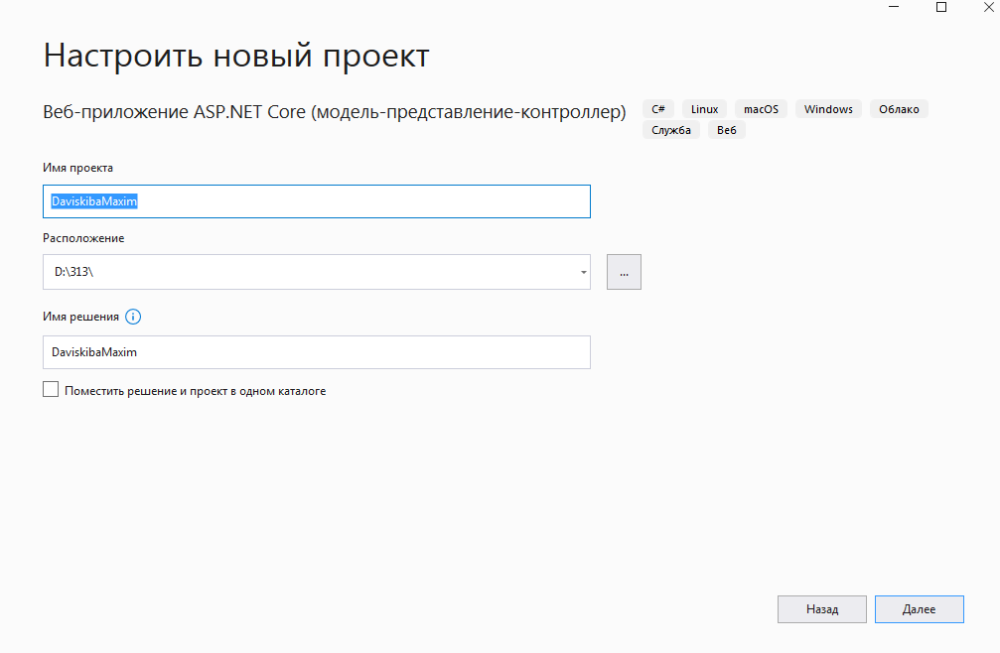 Настроить новый проект
Веб-приложение ASP.NET Core (модель-представление-контроллер)
C# Linux macOS Windows Облако
Служба Веб
Имя проекта
DaviskibaMaxim
Расположение
D:\313\
...
Имя решения
DaviskibaMaxim
Поместить решение и проект в одном каталоге
Назад Далее